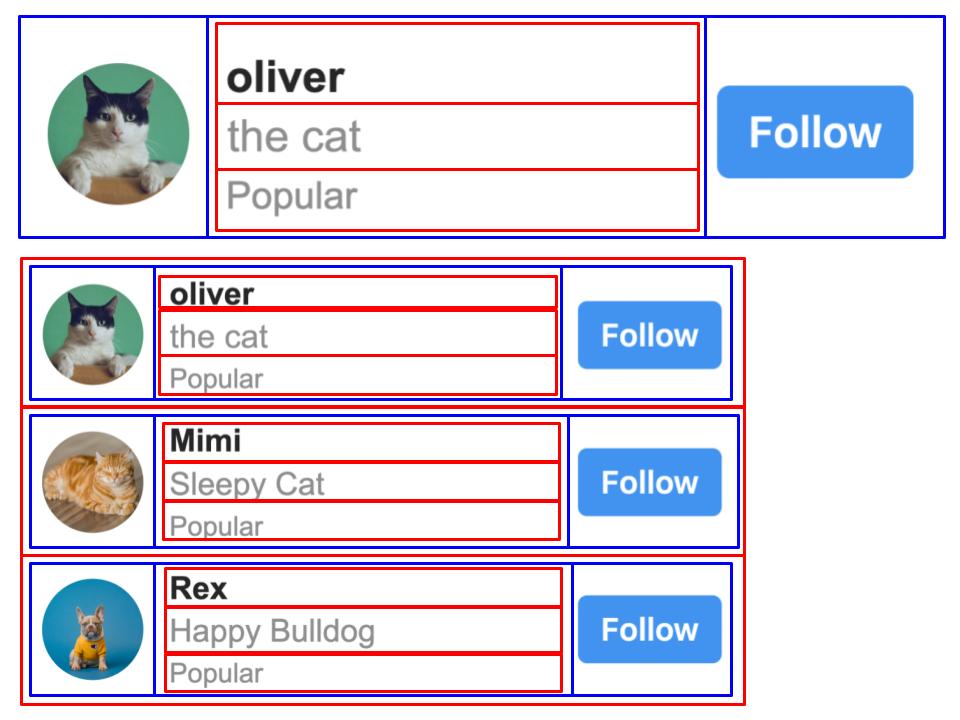 oliver
the cat
Popular
Follow
oliver
the cat
Popular
Follow
Mimi
Sleepy Cat
Popular
Follow
Rex
Happy Bulldog
Popular
Follow